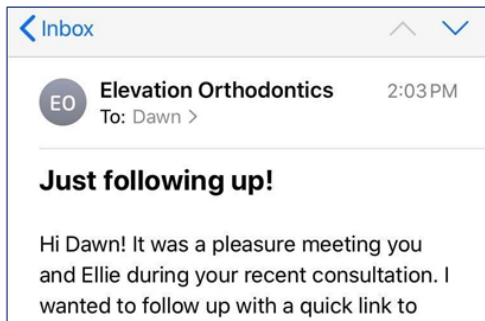 Inbox
EO
Elevation Orthodontics 2:03 PM
To: Dawn >
Just following up!
Hi Dawn! It was a pleasure meeting you
and Ellie during your recent consultation. I
wanted to follow up with a quick link to